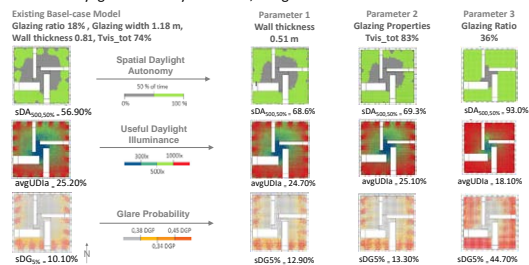 Existing Basel-case Model
Glazing ratio 18% , Glazing width 1.18 m,
Wall thickness 0.81, Tvis_tot 74%
Parameter 1
Wall thickness
0.51 m
Parameter 2
Glazing Properties
Tvis_tot 83%
Parameter 3
Glazing Ratio
36%
Spatial Daylight
Autonomy
50 % of time
0% 100 %
sDA500,50% = 56.90%
sDA500,50% = 68.6%
sDA500,50% = 69.3%
sDA500,50% = 93.0%
Useful Daylight
Illuminance
300lx 1000lx
500lx
avgUDIa = 25.20%
avgUDIa = 24.70%
avgUDIa = 25.10%
avgUDIa = 18.10%
Glare Probability
0,38 DGP 0,45 DGP
0,34 DGP
sDG5% = 10.10%
N
sDG5% = 12.90%
sDG5% = 13.30%
sDG5% = 44.70%